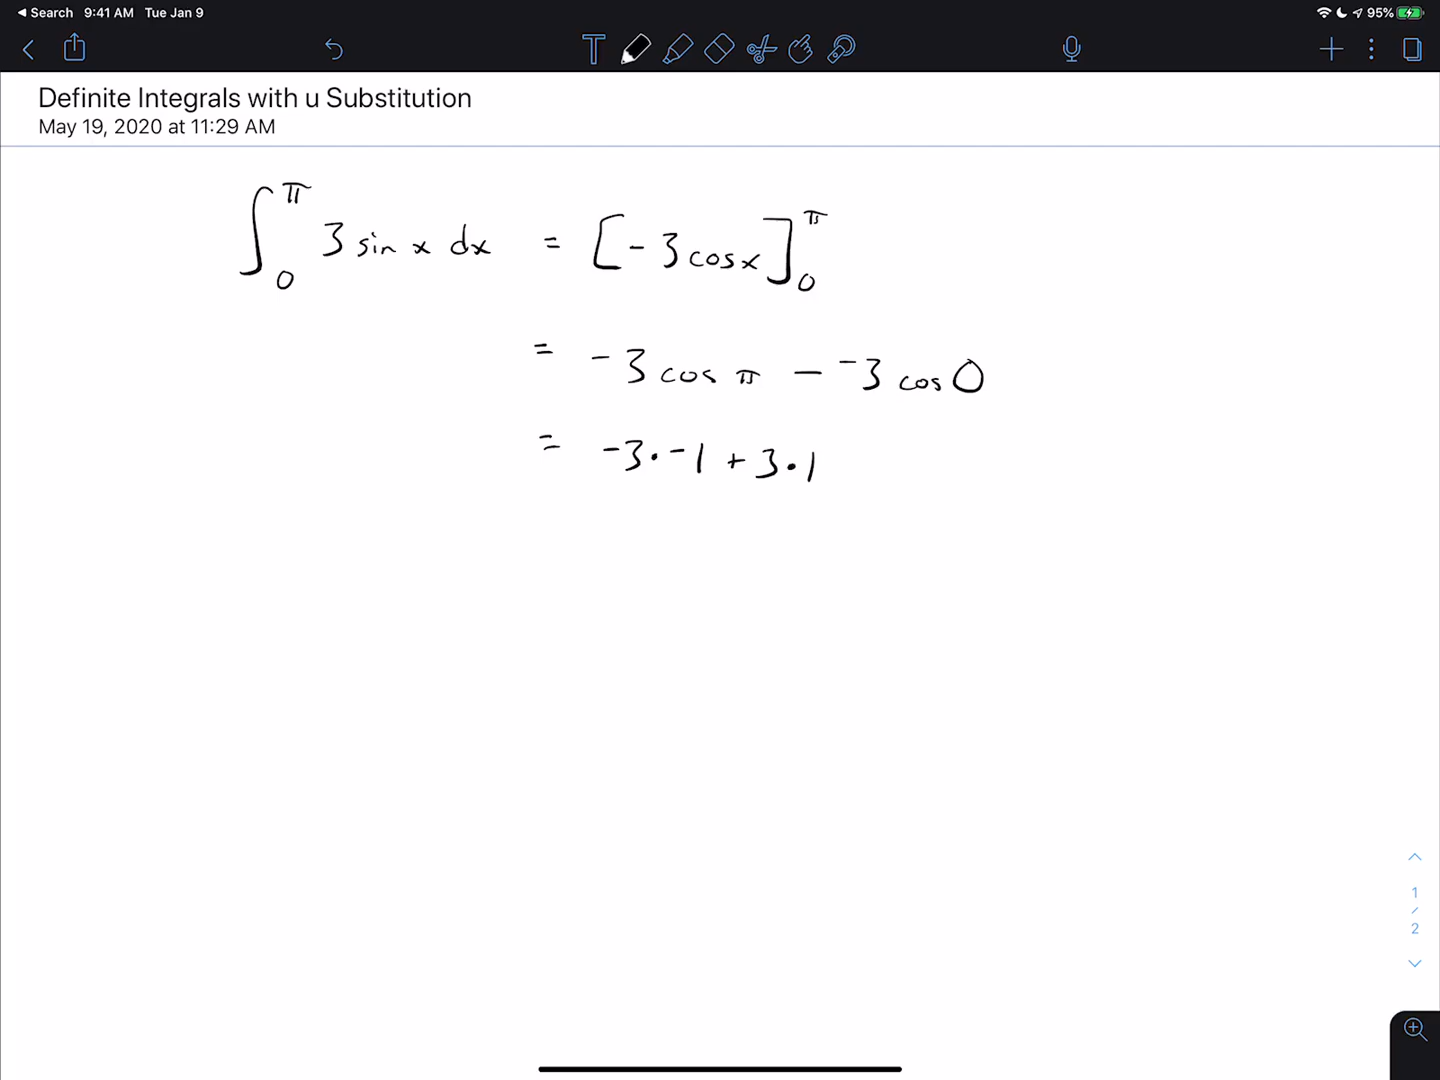 Search 9:41 AM Tue Jan 9 95%
Definite Integrals with u Substitution
May 19, 2020 at 11:29 AM
∫₀^π 3 sin x dx = [-3 cos x]₀^π
= -3 cos π - -3 cos 0
= -3 · -1 + 3 · 1
1
/
2